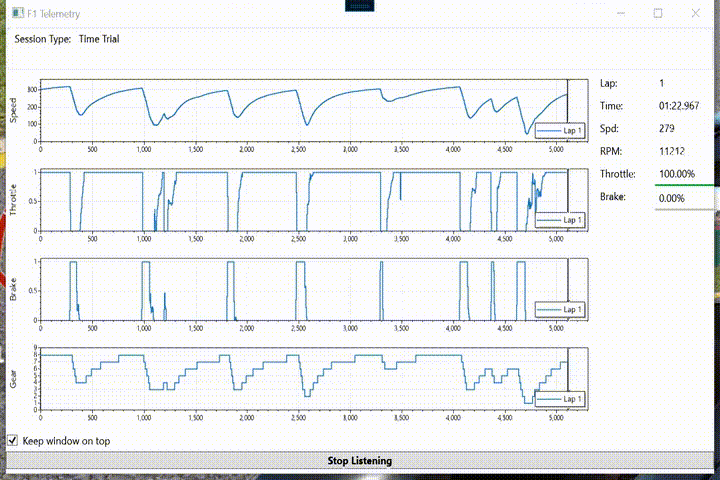 F1 Telemetry
Session Type: Time Trial
Speed
300
200
100
0
Lap 1
0 500 1,000 1,500 2,000 2,500 3,000 3,500 4,000 4,500 5,000
Throttle
1
0.5
0
Lap 1
0 500 1,000 1,500 2,000 2,500 3,000 3,500 4,000 4,500 5,000
Brake
1
0.5
0
Lap 1
0 500 1,000 1,500 2,000 2,500 3,000 3,500 4,000 4,500 5,000
Gear
9
8
7
6
5
4
3
2
1
0
Lap 1
0 500 1,000 1,500 2,000 2,500 3,000 3,500 4,000 4,500 5,000
Lap: 1
Time: 01:22.967
Spd: 279
RPM: 11212
Throttle: 100.00%
Brake: 0.00%
Keep window on top
Stop Listening